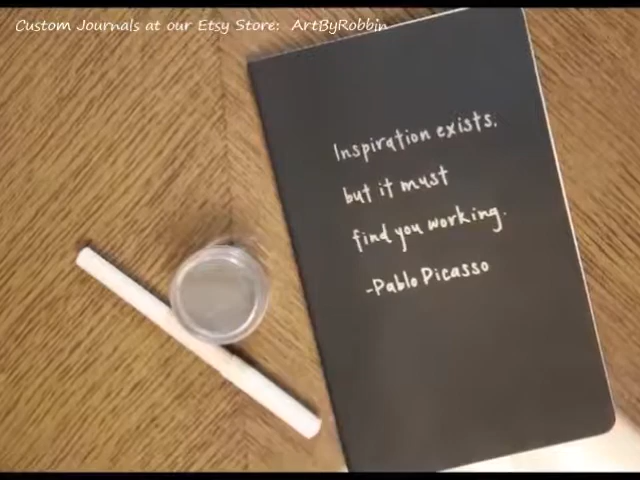 Custom Journals at our Etsy Store:  ArtByRobbin
Inspiration exists,
but it must
find you working.
-Pablo Picasso